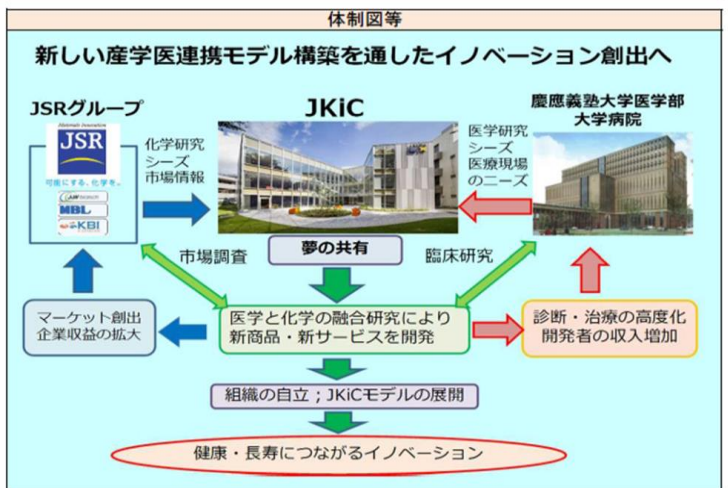 体制図等
新しい産学医連携モデル構築を通したイノベーション創出へ
JSRグループ
JKiC
慶應義塾大学医学部
大学病院
Materials Innovation
JSR
可能にする、化学を。
MBL
KBI
化学研究
シーズ
市場情報
医学研究
シーズ
医療現場
のニーズ
市場調査
夢の共有
臨床研究
マーケット創出
企業収益の拡大
医学と化学の融合研究により
新商品・新サービスを開発
診断・治療の高度化
開発者の収入増加
組織の自立；JKiCモデルの展開
健康・長寿につながるイノベーション